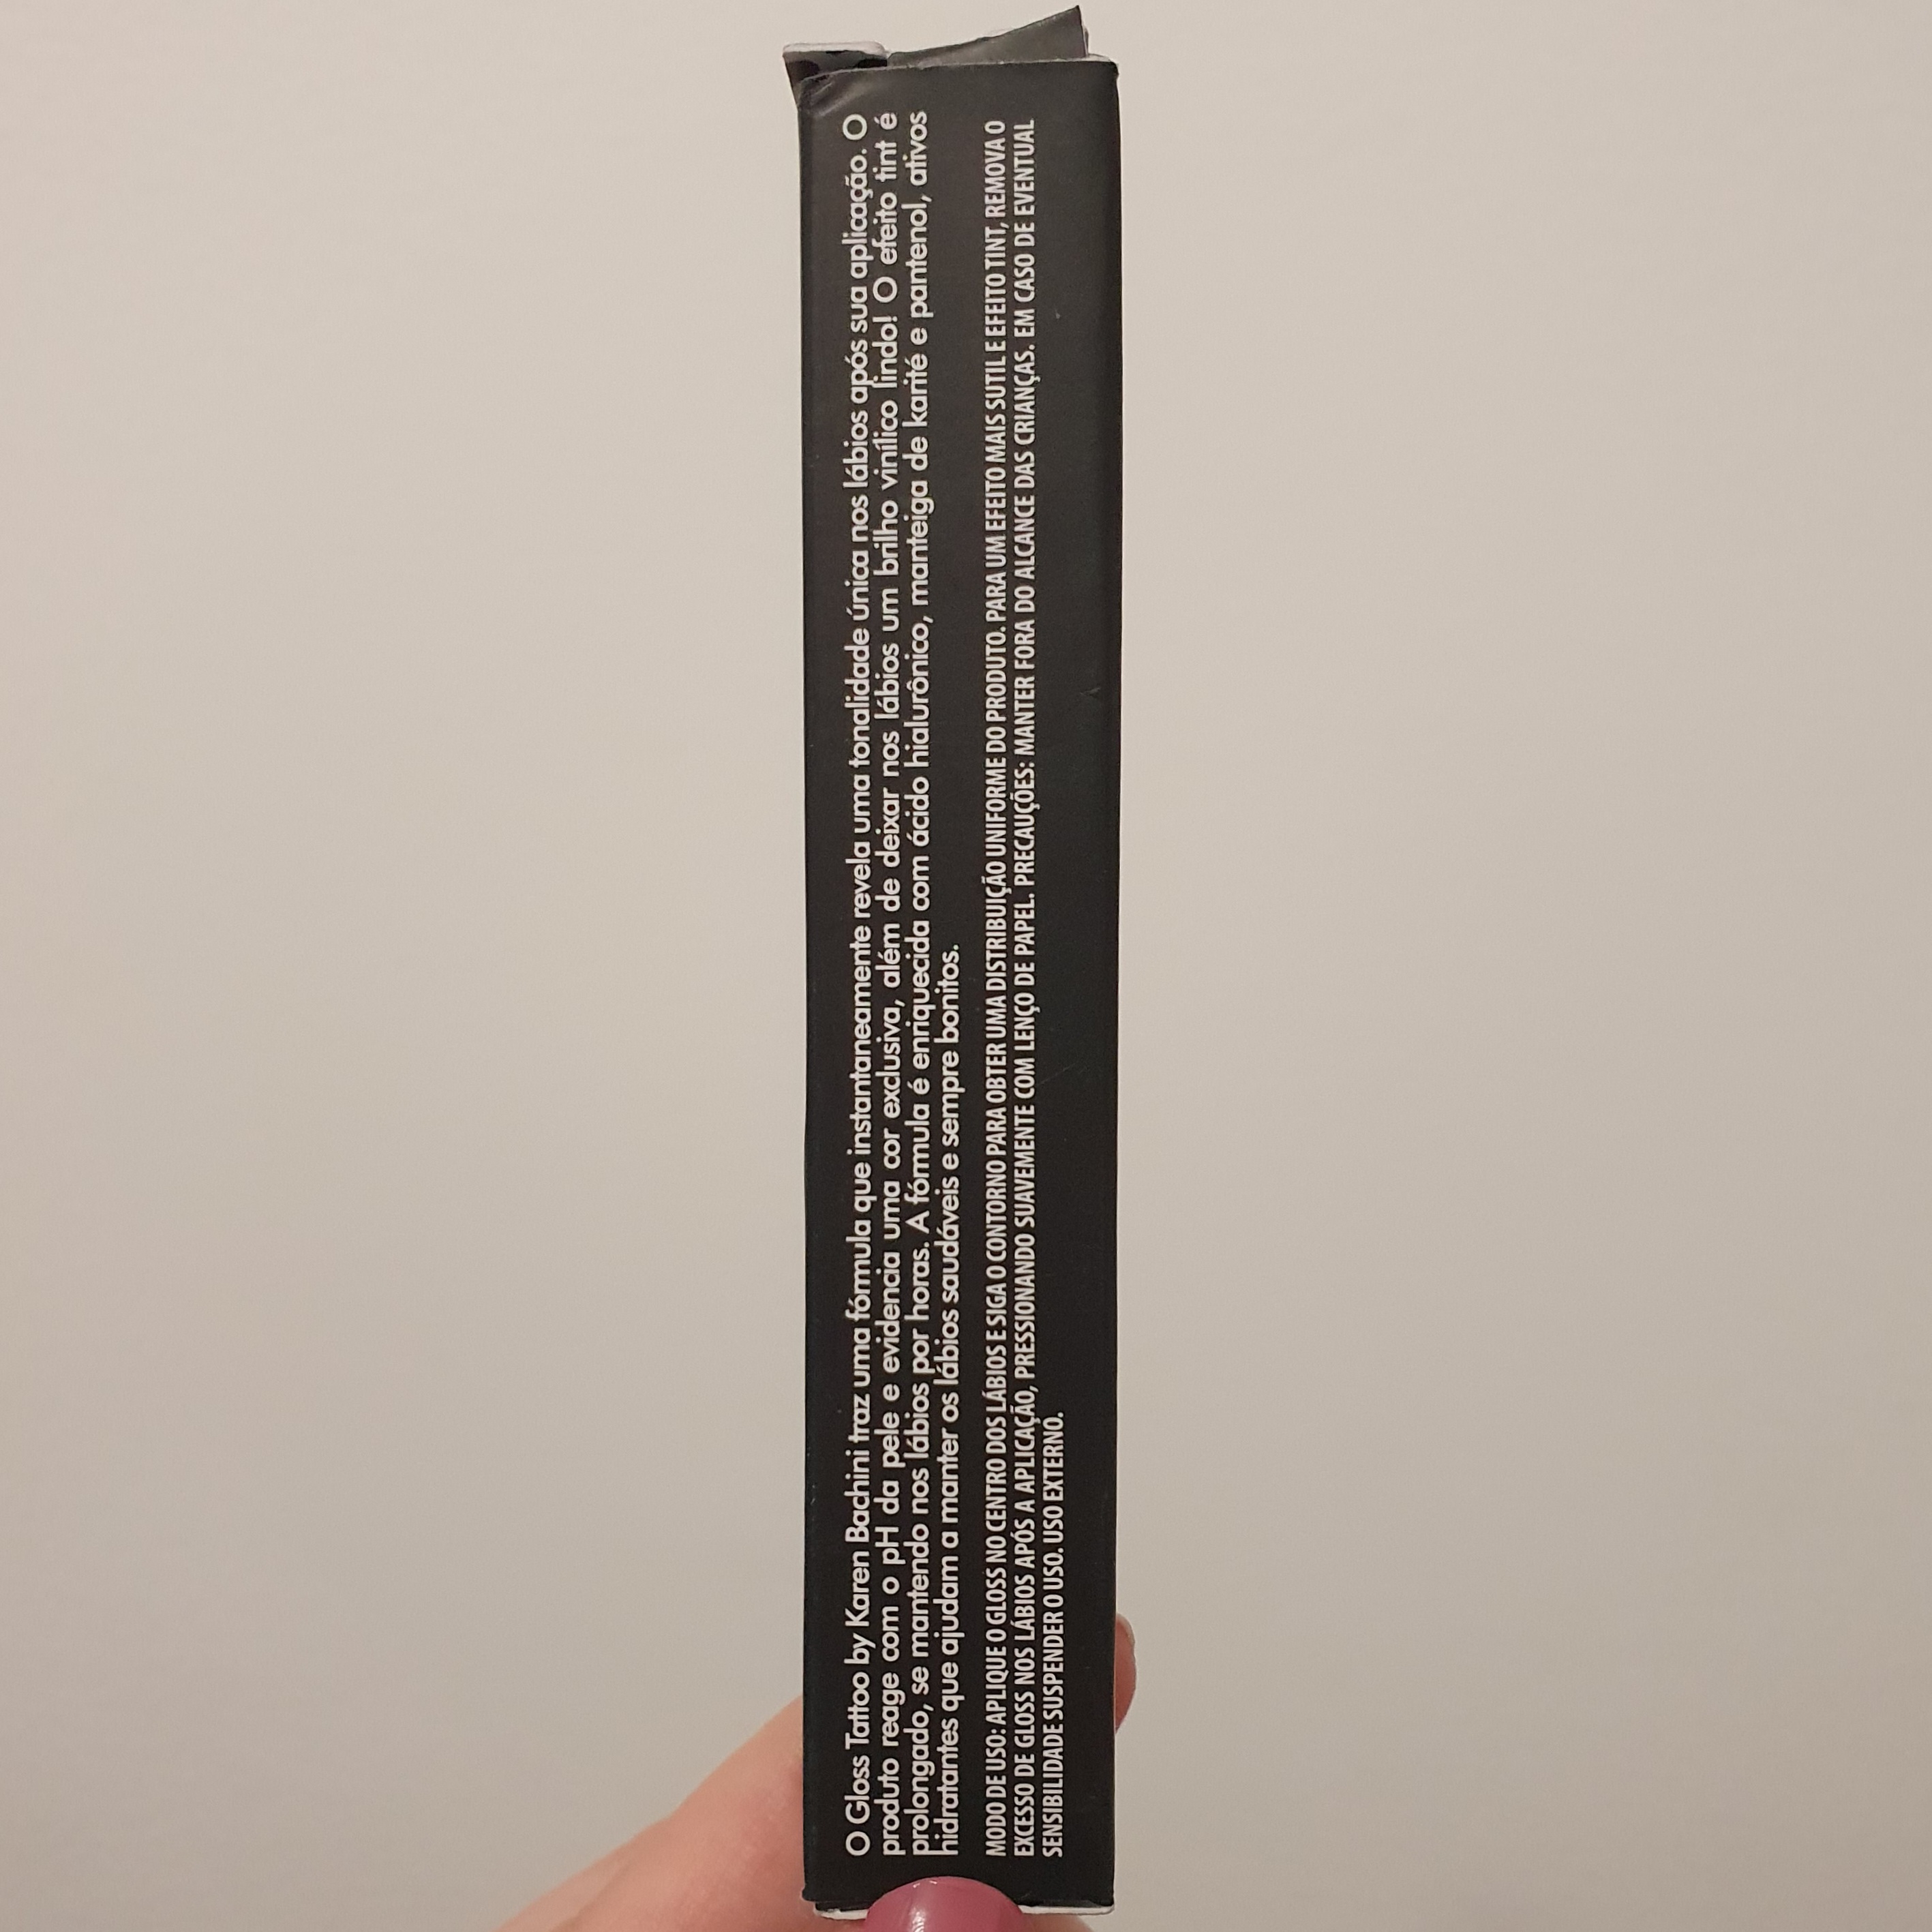 O Gloss Tattoo by Karen Bachini traz uma fórmula que instantaneamente revela uma tonalidade única nos lábios após sua aplicação. O
produto reage com o pH da pele e evidencia uma cor exclusiva, além de deixar nos lábios um brilho vinílico lindo! O efeito tint é
prolongado, se mantendo nos lábios por horas. A fórmula é enriquecida com ácido hialurônico, manteiga de karité e pantenol, ativos
hidratantes que ajudam a manter os lábios saudáveis e sempre bonitos.
MODO DE USO: APLIQUE O GLOSS NO CENTRO DOS LÁBIOS E SIGA O CONTORNO PARA OBTER UMA DISTRIBUIÇÃO UNIFORME DO PRODUTO. PARA UM EFEITO MAIS SUTIL E EFEITO TINT, REMOVA O
EXCESSO DE GLOSS NOS LÁBIOS APÓS A APLICAÇÃO, PRESSIONANDO SUAVEMENTE COM LENÇO DE PAPEL. PRECAUÇÕES: MANTER FORA DO ALCANCE DAS CRIANÇAS. EM CASO DE EVENTUAL
SENSIBILIDADE SUSPENDER O USO. USO EXTERNO.